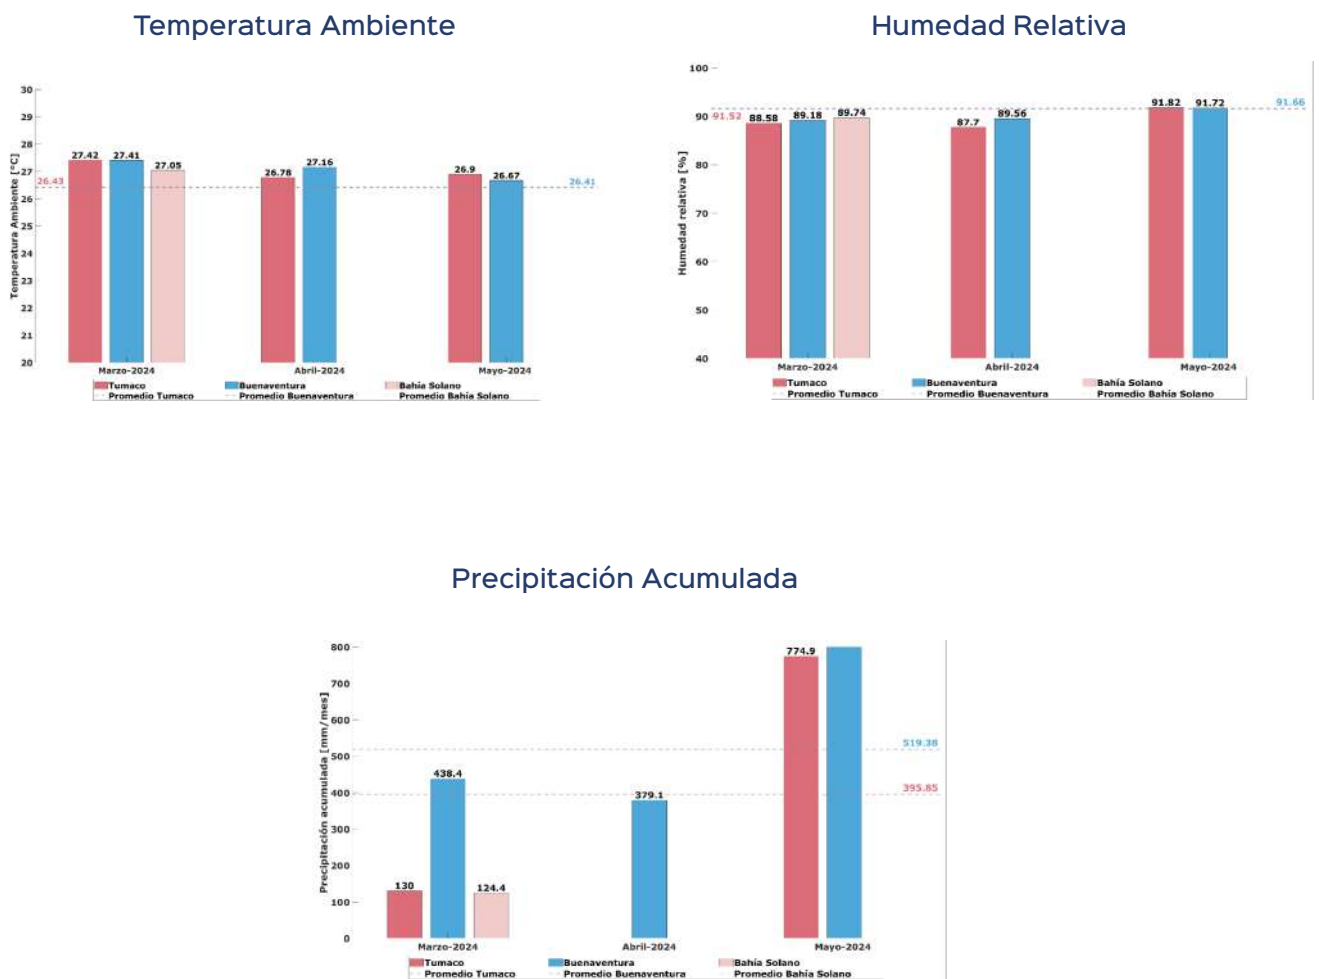 Temperatura Ambiente
Humedad Relativa
Temperatura Ambiente [°C]
30
29
28
27
26
25
24
23
22
21
20
27.42
27.41
27.05
26.78
27.16
26.9
26.67
26.43
26.41
Marzo-2024
Abril-2024
Mayo-2024
Tumaco
Buenaventura
Bahía Solano
Promedio Tumaco
Promedio Buenaventura
Promedio Bahía Solano
Humedad relativa [%]
100
90
80
70
60
50
40
91.52
88.58
89.18
89.74
87.7
89.56
91.82
91.72
91.66
Marzo-2024
Abril-2024
Mayo-2024
Tumaco
Buenaventura
Bahía Solano
Promedio Tumaco
Promedio Buenaventura
Promedio Bahía Solano
Precipitación Acumulada
Precipitación acumulada [mm/mes]
800
700
600
500
400
300
200
100
0
130
438.4
124.4
379.1
774.9
519.38
395.85
Marzo-2024
Abril-2024
Mayo-2024
Tumaco
Buenaventura
Bahía Solano
Promedio Tumaco
Promedio Buenaventura
Promedio Bahía Solano